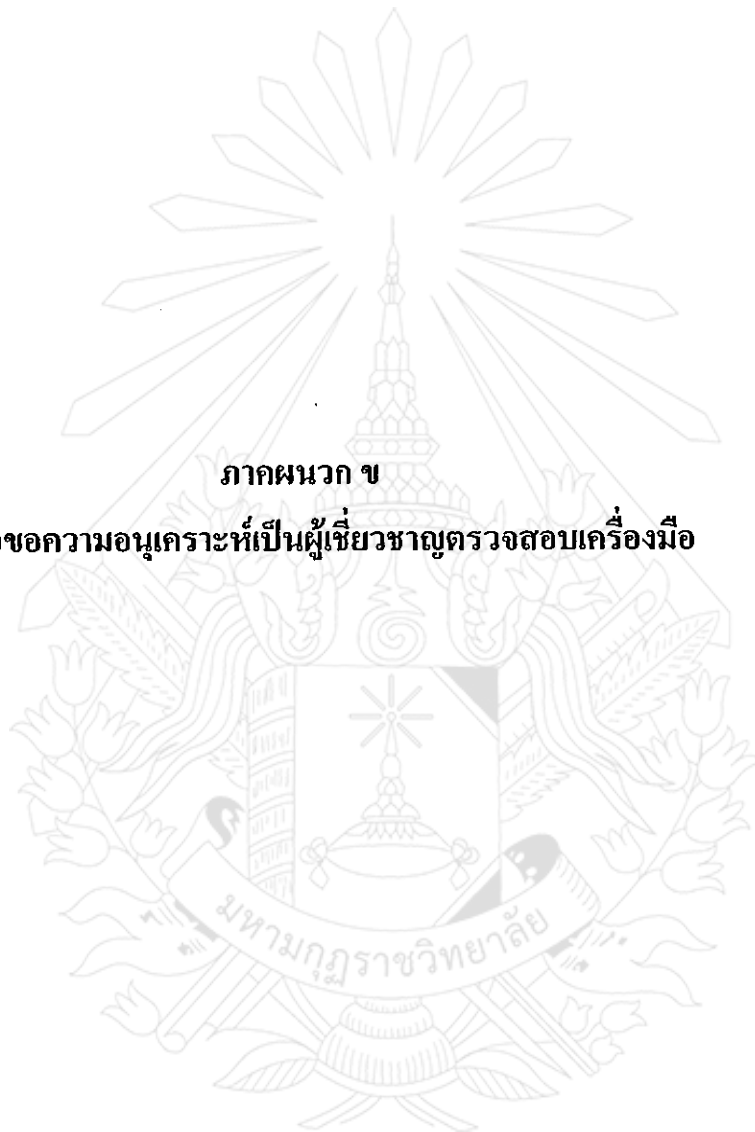 ภาคผนวก ข
ขอความอนุเคราะห์เป็นผู้เชี่ยวชาญตรวจสอบเครื่องมือ
มหามกุฏราชวิทยาลัย